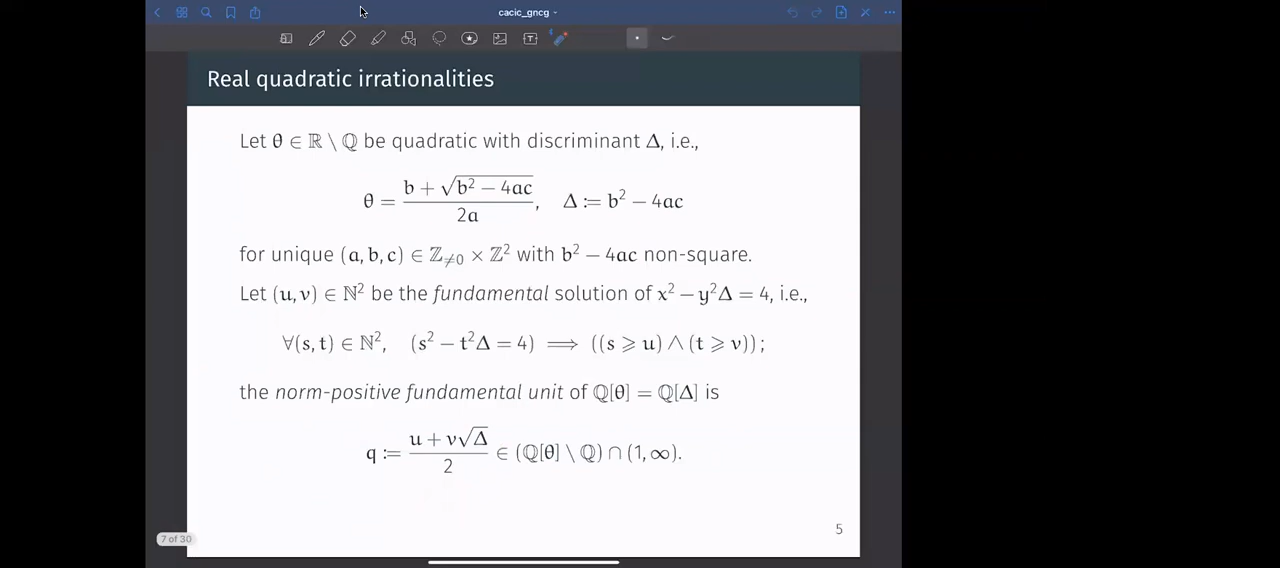 cacic_gncg
Real quadratic irrationalities
Let θ ∈ ℝ \ ℚ be quadratic with discriminant Δ, i.e.,
θ = (b + √(b² − 4ac)) / 2a, Δ := b² − 4ac
for unique (a, b, c) ∈ ℤ≠0 × ℤ² with b² − 4ac non-square.
Let (u, v) ∈ ℕ² be the fundamental solution of x² − y²Δ = 4, i.e.,
∀(s, t) ∈ ℕ², (s² − t²Δ = 4) ⟹ ((s ⩾ u) ∧ (t ⩾ v)) ;
the norm-positive fundamental unit of ℚ[θ] = ℚ[Δ] is
q := (u + v√Δ) / 2 ∈ (ℚ[θ] \ ℚ) ∩ (1, ∞).
7 of 30
5